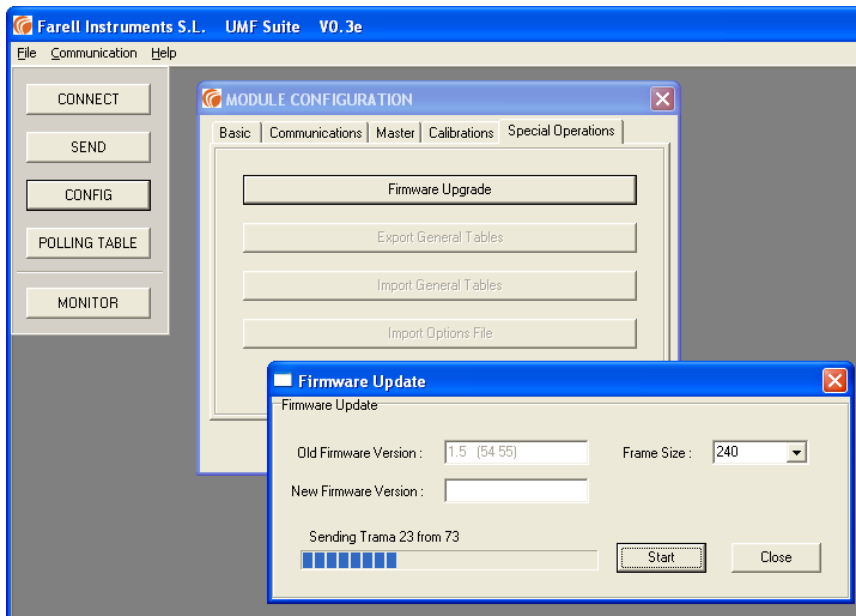 Farell Instruments S.L. UMF Suite V0.3e
File Communication Help
CONNECT
SEND
CONFIG
POLLING TABLE
MONITOR
MODULE CONFIGURATION
Basic Communications Master Calibrations Special Operations
Firmware Upgrade
Export General Tables
Import General Tables
Import Options File
Firmware Update
Firmware Update
Old Firmware Version : 1.5 (54 55) Frame Size : 240
New Firmware Version :
Sending Trama 23 from 73
Start Close